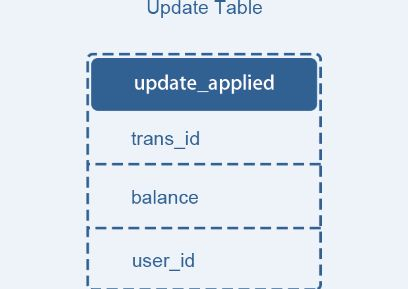 Update Table
update_applied
trans_id
balance
user_id